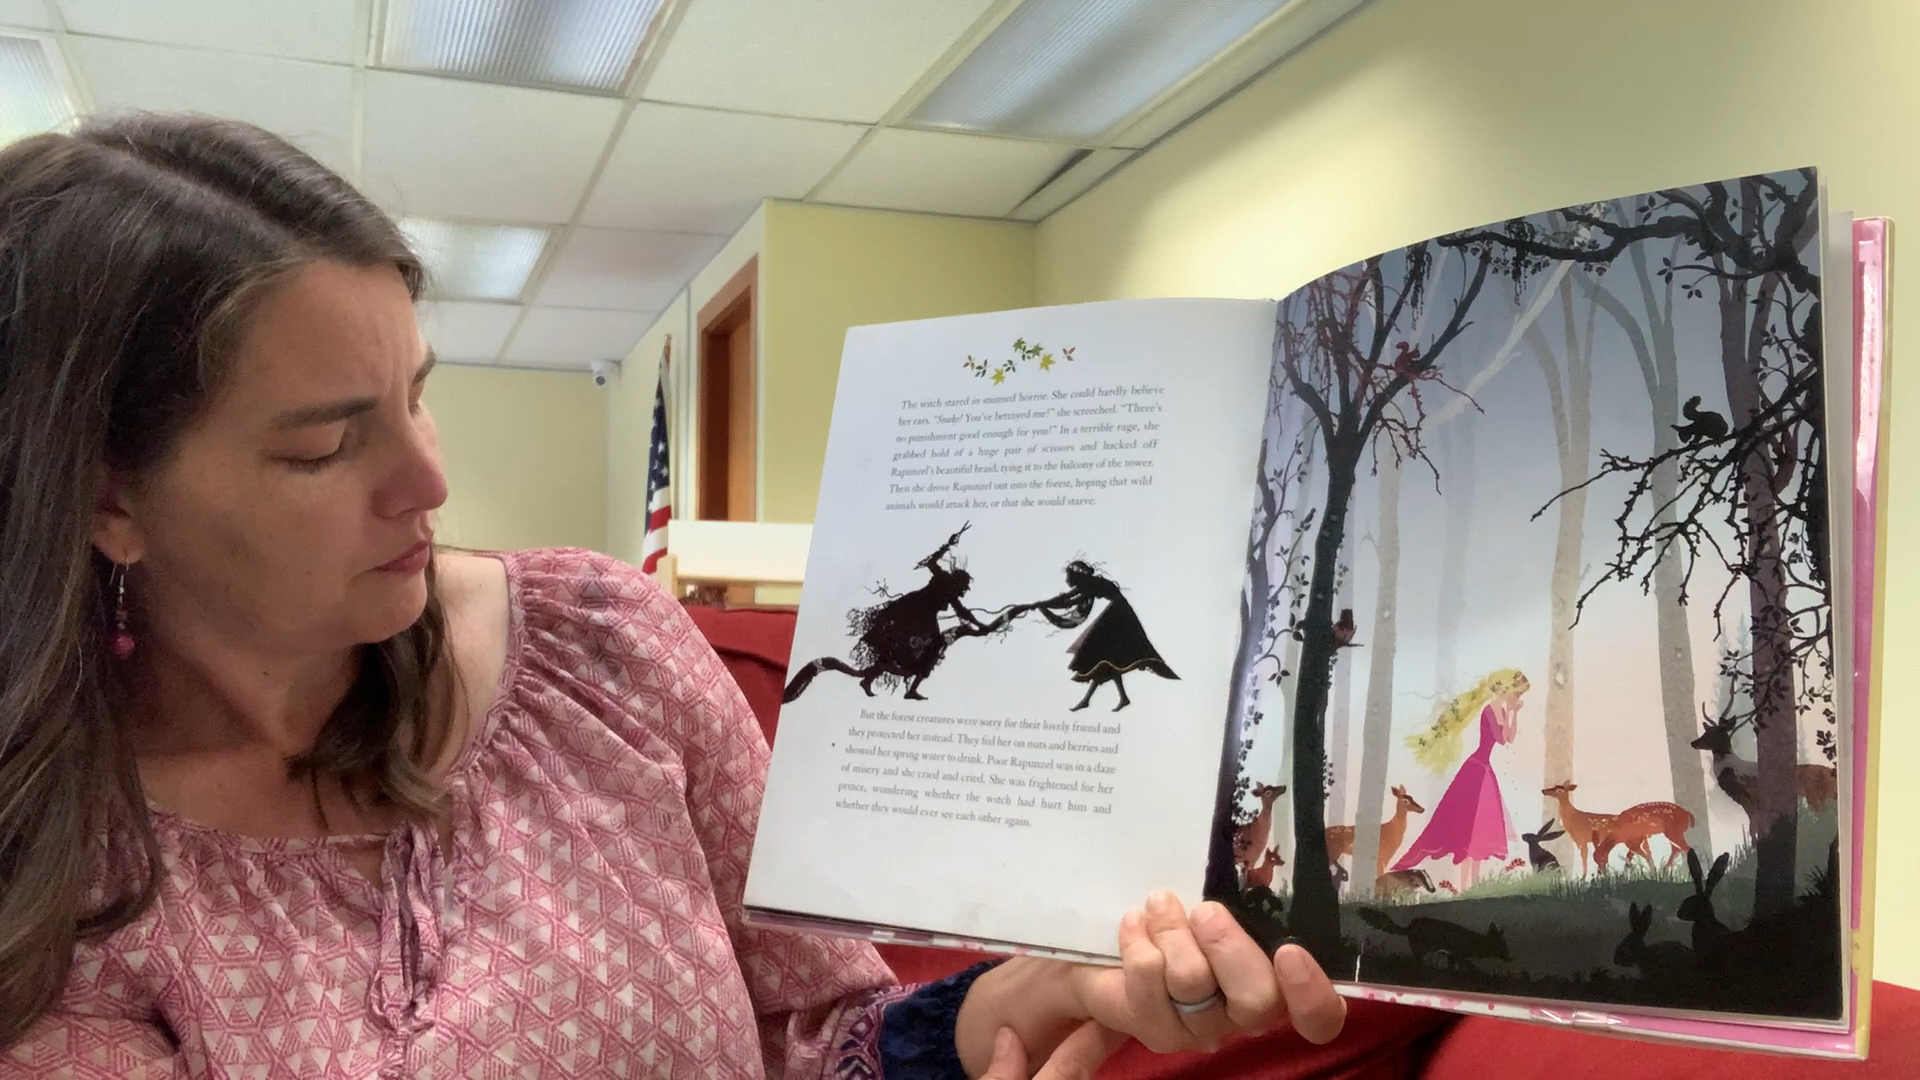 The witch stared in stunned horror. She could hardly believe
her ears. "Snake! You've betrayed me!" she screeched. "There's
no punishment good enough for you!" In a terrible rage, she
grabbed hold of a huge pair of scissors and hacked off
Rapunzel's beautiful braid, tying it to the balcony of the tower.
Then she drove Rapunzel out into the forest, hoping that wild
animals would attack her, or that she would starve.
But the forest creatures were sorry for their lovely friend and
they protected her instead. They fed her on nuts and berries and
showed her spring water to drink. Poor Rapunzel was in a daze
of misery and she cried and cried. She was frightened for her
prince, wondering whether the witch had hurt him and
whether they would ever see each other again.